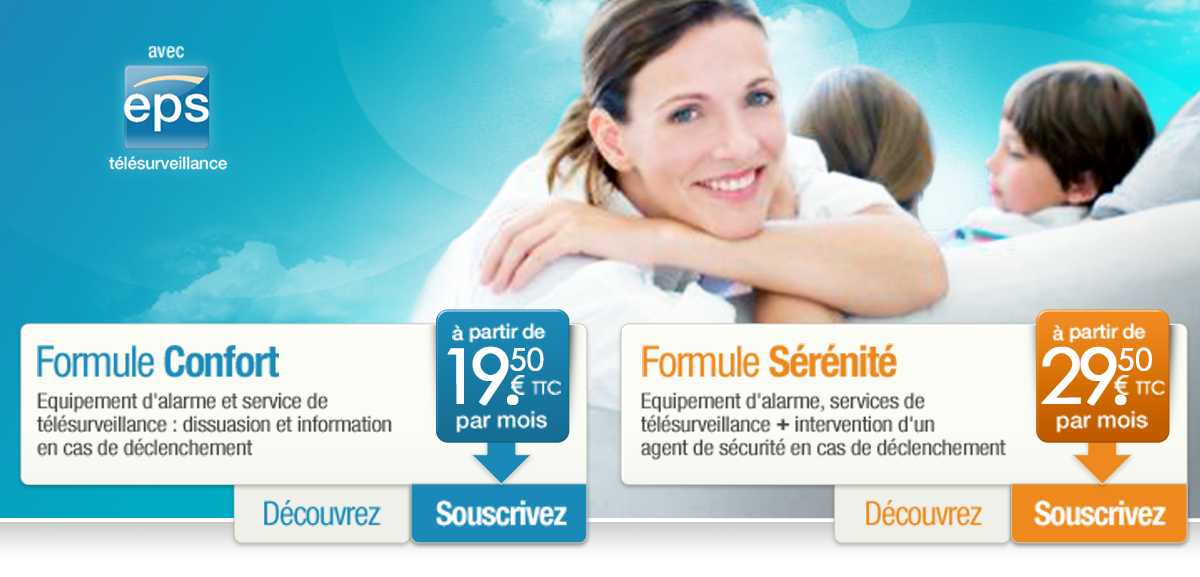 avec
eps
télésurveillance
Formule Confort
Equipement d'alarme et service de
télésurveillance : dissuasion et information
en cas de déclenchement
à partir de
19.50
€ TTC
par mois
Découvrez
Souscrivez
Formule Sérénité
Equipement d'alarme, services de
télésurveillance + intervention d'un
agent de sécurité en cas de déclenchement
à partir de
29.50
€ TTC
par mois
Découvrez
Souscrivez